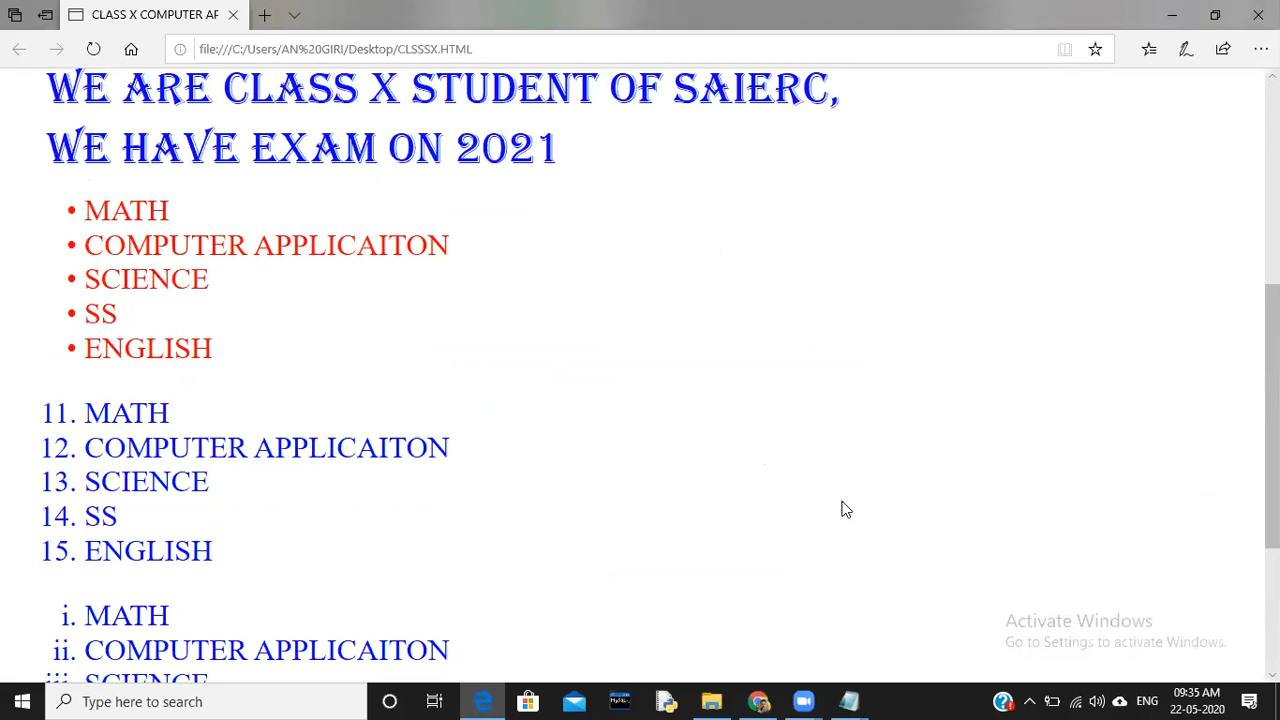 CLASS X COMPUTER AF
file:///C:/Users/AN%20GIRI/Desktop/CLSSSX.HTML
WE ARE CLASS X STUDENT OF SAIERC,
WE HAVE EXAM ON 2021
• MATH
• COMPUTER APPLICAITON
• SCIENCE
• SS
• ENGLISH
11. MATH
12. COMPUTER APPLICAITON
13. SCIENCE
14. SS
15. ENGLISH
i. MATH
ii. COMPUTER APPLICAITON
iii. SCIENCE
Activate Windows
Go to Settings to activate Windows.
Type here to search
ENG
09:35 AM
22-05-2020